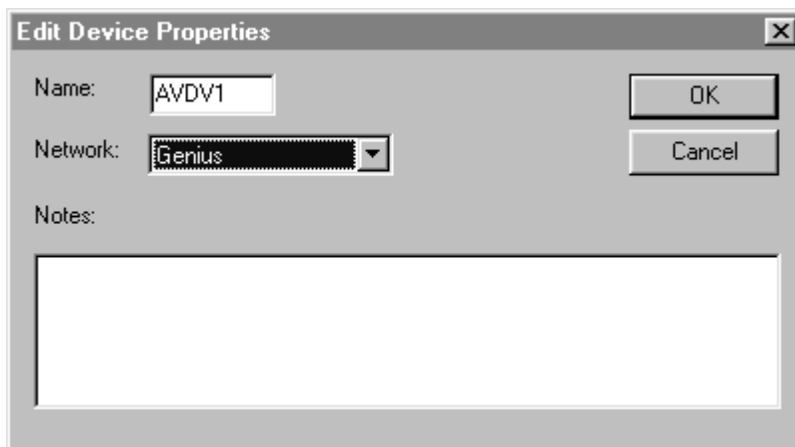 Edit Device Properties
Name: AVDV1 OK
Network: Genius Cancel
Notes: